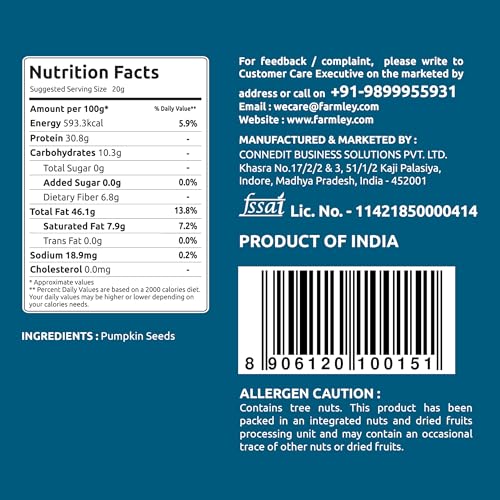 Nutrition Facts
Suggested Serving Size 20g
Amount per 100g* % Daily Value**
Energy 593.3kcal 5.9%
Protein 30.8g -
Carbohydrates 10.3g -
Total Sugar 0g -
Added Sugar 0.0g 0.0%
Dietary Fiber 6.8g -
Total Fat 46.1g 13.8%
Saturated Fat 7.9g 7.2%
Trans Fat 0.0g 0.0%
Sodium 18.9mg 0.2%
Cholesterol 0.0mg -
* Approximate values
** Percent Daily Values are based on a 2000 calories diet.
Your daily values may be higher or lower depending on
your calories needs.
INGREDIENTS : Pumpkin Seeds
For feedback / complaint, please write to
Customer Care Executive on the marketed by
address or call on +91-9899955931
Email : wecare@farmley.com
Website : www.farmley.com
MANUFACTURED & MARKETED BY :
CONNEDIT BUSINESS SOLUTIONS PVT. LTD.
Khasra No.17/2/2 & 3, 51/1/2 Kaji Palasiya,
Indore, Madhya Pradesh, India - 452001
fssai Lic. No. - 11421850000414
PRODUCT OF INDIA
8 906120 100151
ALLERGEN CAUTION :
Contains tree nuts. This product has been
packed in an integrated nuts and dried fruits
processing unit and may contain an occasional
trace of other nuts or dried fruits.